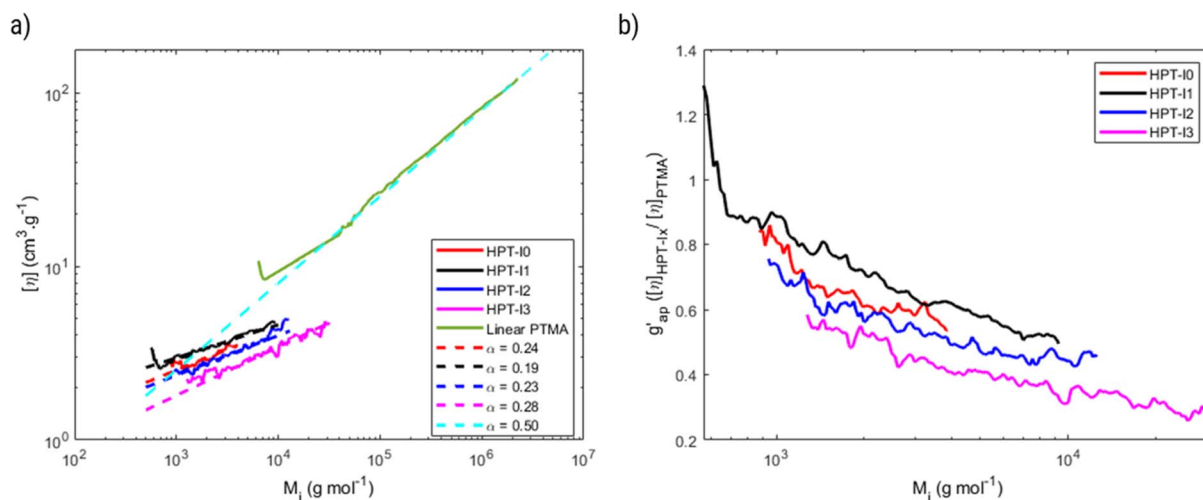 a)
[η] (cm³.g⁻¹)
10²
10¹
10⁰
10² 10³ 10⁴ 10⁵ 10⁶ 10⁷
Mᵢ (g mol⁻¹)
HPT-I0
HPT-I1
HPT-I2
HPT-I3
Linear PTMA
α = 0.24
α = 0.19
α = 0.23
α = 0.28
α = 0.50
b)
g'ap ([η]HPT-Ix/ [η]PTMA)
1.4
1.2
1
0.8
0.6
0.4
0.2
10³ 10⁴
Mᵢ (g mol⁻¹)
HPT-I0
HPT-I1
HPT-I2
HPT-I3